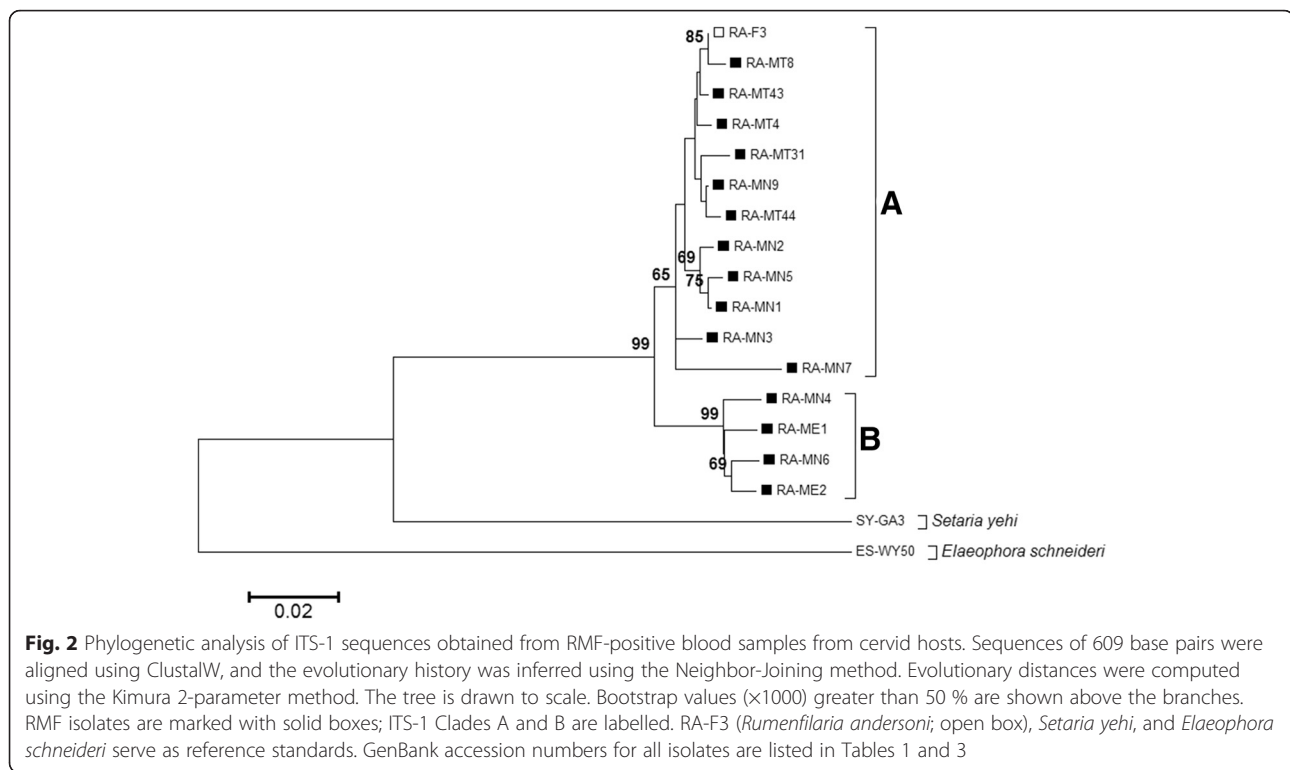 85 □ RA-F3
■ RA-MT8
■ RA-MT43
■ RA-MT4
■ RA-MT31
■ RA-MN9
A
■ RA-MT44
69 ■ RA-MN2
75 ■ RA-MN5
65
■ RA-MN1
■ RA-MN3
99
■ RA-MN7
99 ■ RA-MN4
■ RA-ME1
B
69 ■ RA-MN6
■ RA-ME2
SY-GA3 Setaria yehi
ES-WY50 Elaeophora schneideri
0.02
Fig. 2 Phylogenetic analysis of ITS-1 sequences obtained from RMF-positive blood samples from cervid hosts. Sequences of 609 base pairs were
aligned using ClustalW, and the evolutionary history was inferred using the Neighbor-Joining method. Evolutionary distances were computed
using the Kimura 2-parameter method. The tree is drawn to scale. Bootstrap values (×1000) greater than 50 % are shown above the branches.
RMF isolates are marked with solid boxes; ITS-1 Clades A and B are labelled. RA-F3 (Rumenfilaria andersoni; open box), Setaria yehi, and Elaeophora
schneideri serve as reference standards. GenBank accession numbers for all isolates are listed in Tables 1 and 3